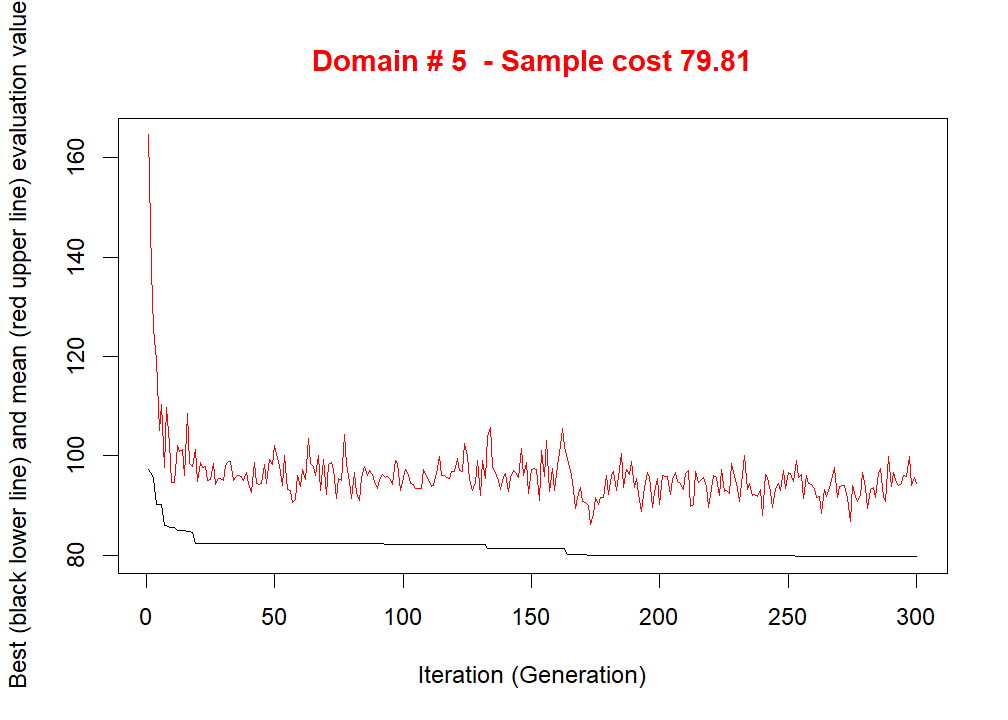 Domain # 5  - Sample cost 79.81
Best (black lower line) and mean (red upper line) evaluation value
160
140
120
100
80
0 50 100 150 200 250 300
Iteration (Generation)